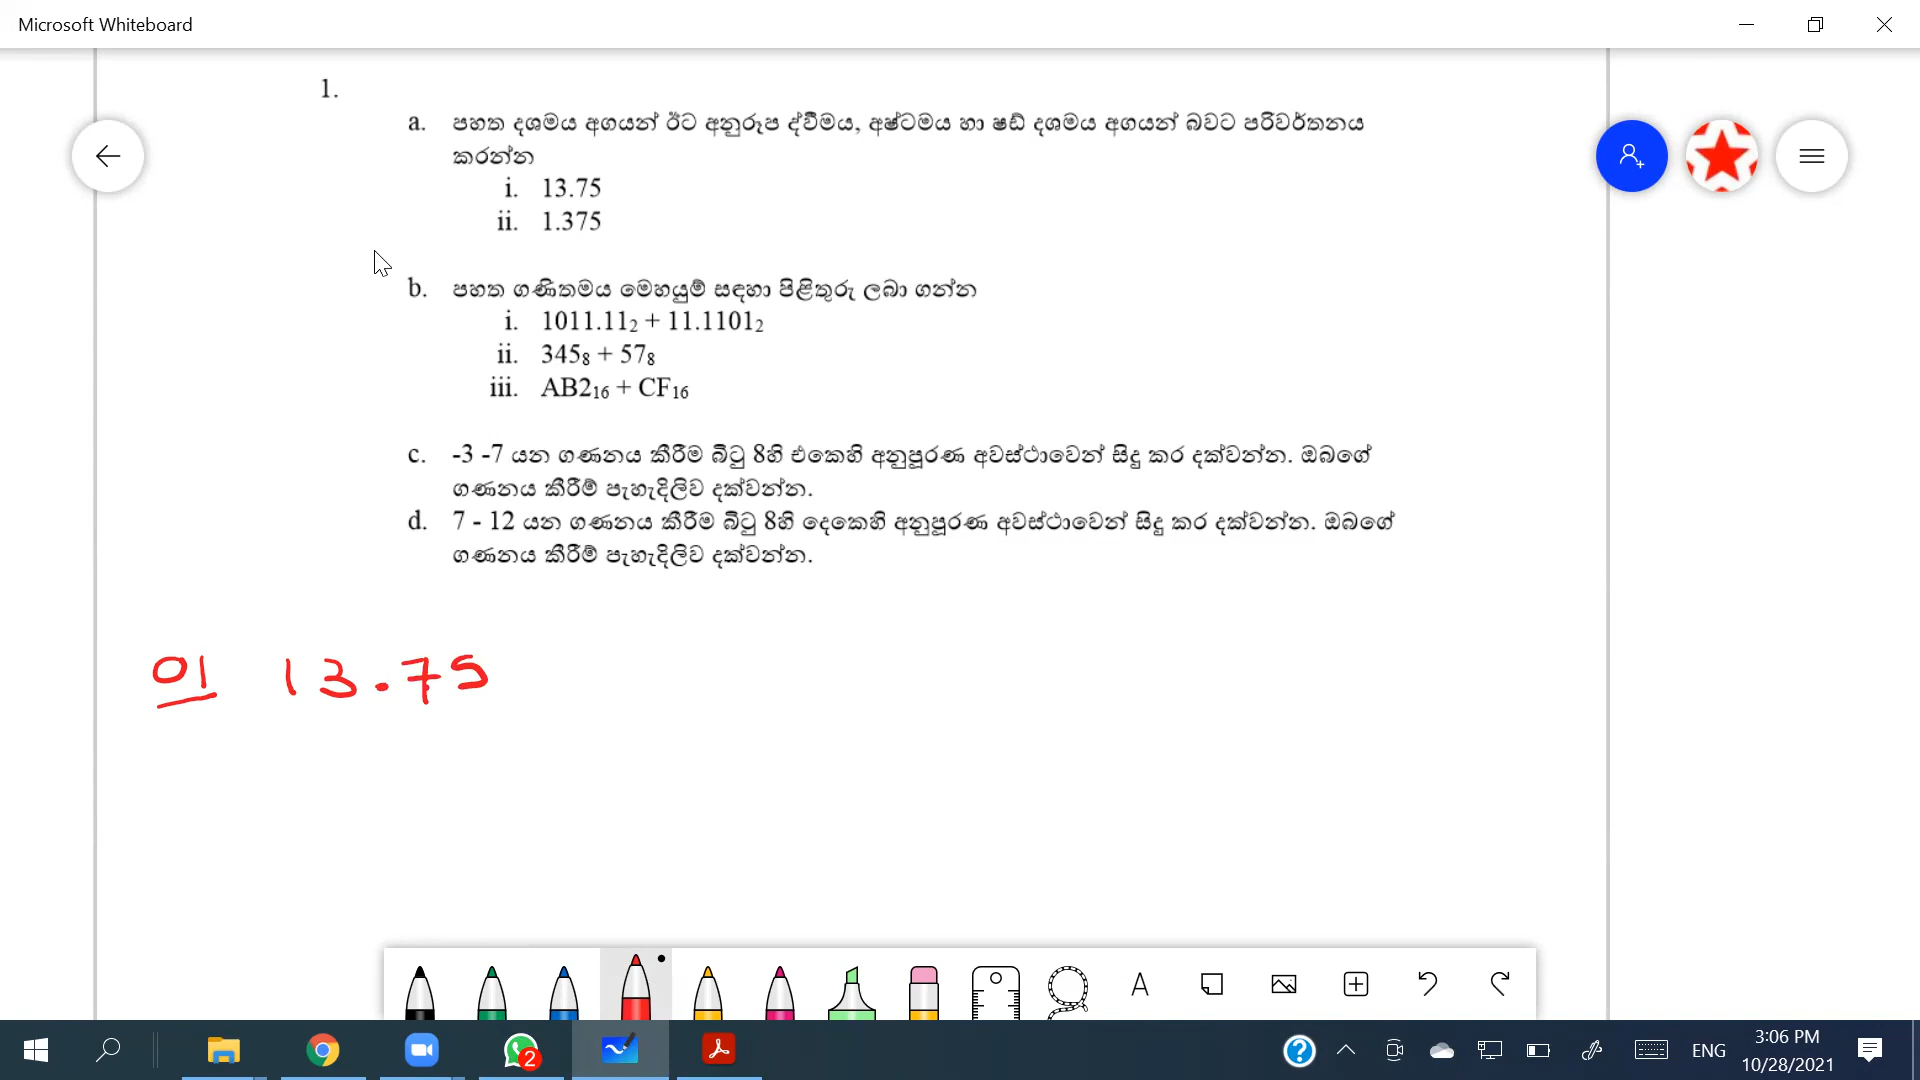 Microsoft Whiteboard
1.
a. පහත දශමය අගයන් ඊට අනුරූප ද්වීමය, අෂ්ටමය හා ෂඩ් දශමය අගයන් බවට පරිවර්තනය
කරන්න
i. 13.75
ii. 1.375
b. පහත ගණිතමය මෙහයුම් සඳහා පිළිතුරු ලබා ගන්න
i. 1011.11₂ + 11.1101₂
ii. 345₈ + 57₈
iii. AB2₁₆ + CF₁₆
c. -3 -7 යන ගණනය කිරීම බිටු 8හි එකෙහි අනුපූරණ අවස්ථාවෙන් සිදු කර දක්වන්න. ඔබගේ
ගණනය කිරීම් පැහැදිලිව දක්වන්න.
d. 7 - 12 යන ගණනය කිරීම බිටු 8හි දෙකෙහි අනුපූරණ අවස්ථාවෙන් සිදු කර දක්වන්න. ඔබගේ
ගණනය කිරීම් පැහැදිලිව දක්වන්න.
01 13.75
A
2
ENG
3:06 PM
10/28/2021